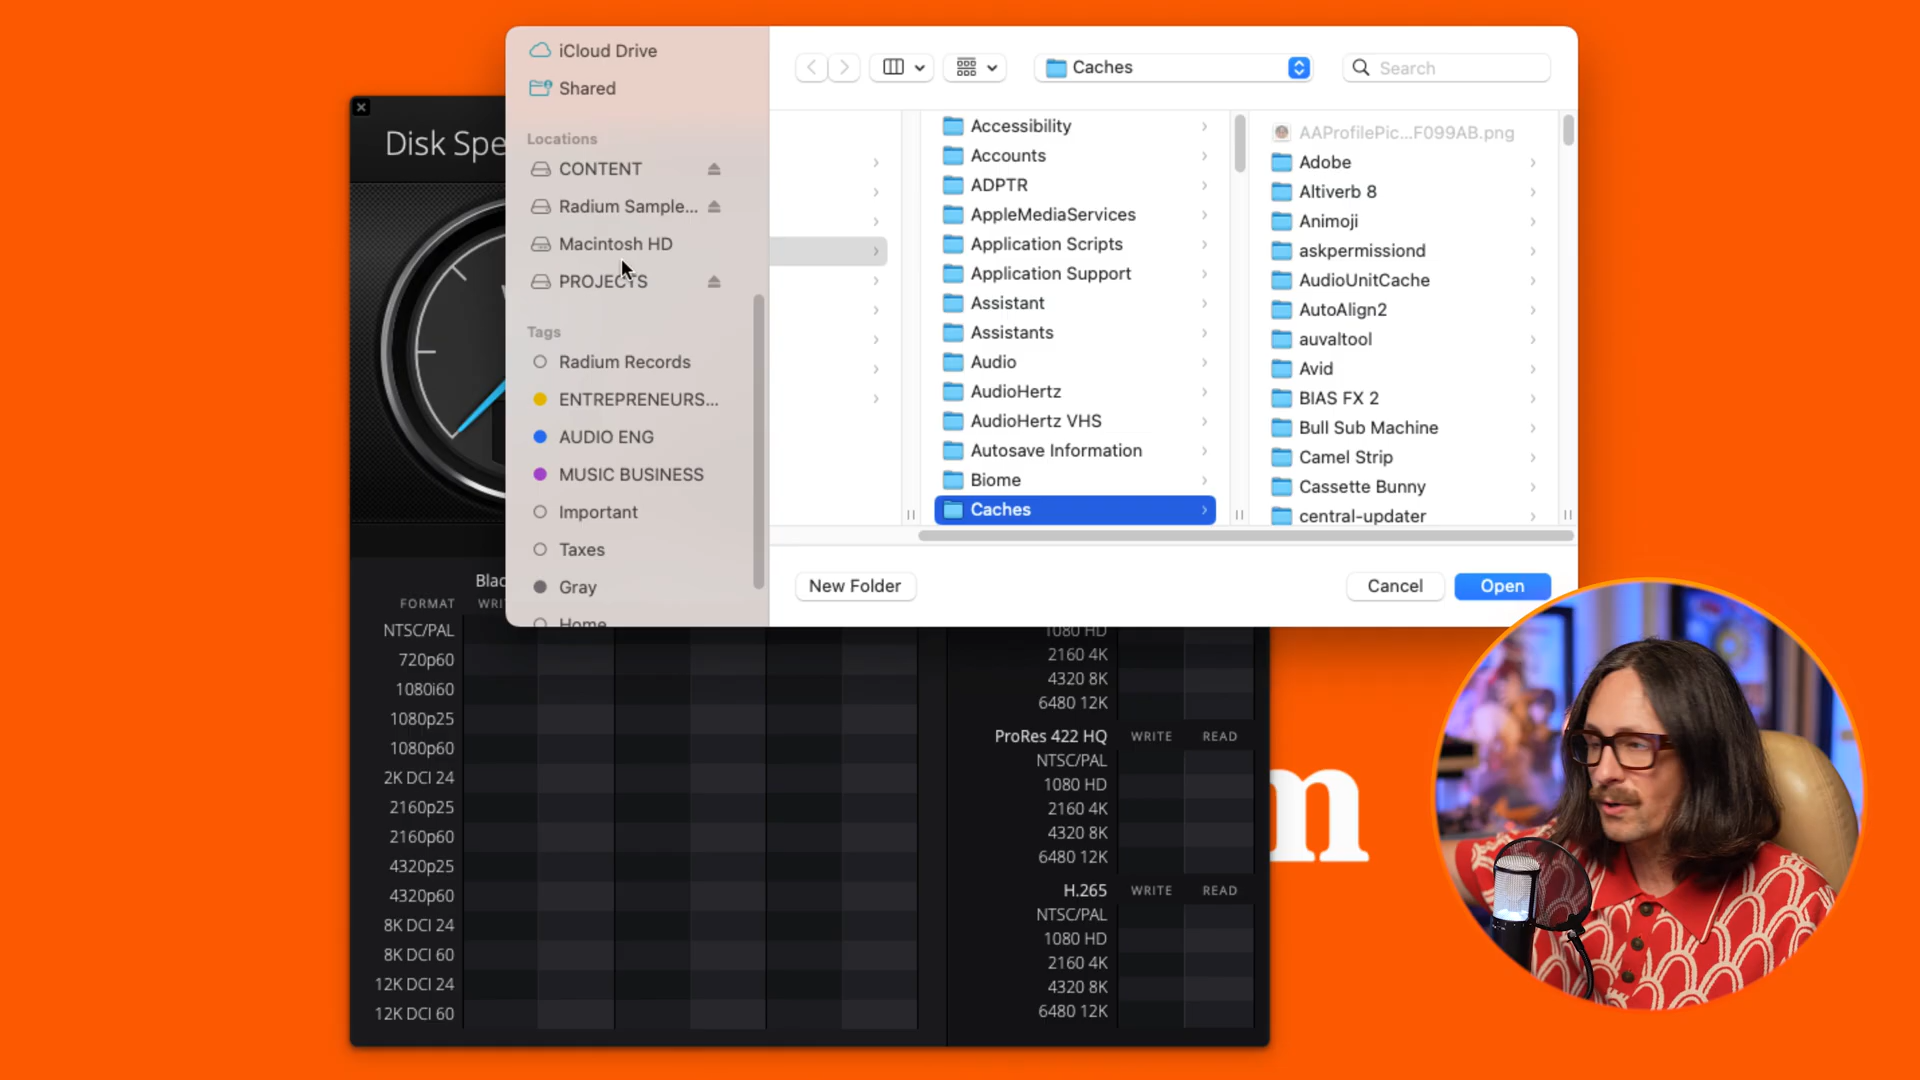 iCloud Drive
Shared
Locations
CONTENT
Radium Sample...
Macintosh HD
PROJECTS
Tags
Radium Records
ENTREPRENEURS...
AUDIO ENG
MUSIC BUSINESS
Important
Taxes
Gray
Home
Caches
Search
Accessibility
Accounts
ADPTR
AppleMediaServices
Application Scripts
Application Support
Assistant
Assistants
Audio
AudioHertz
AudioHertz VHS
Autosave Information
Biome
Caches
AAProfilePic...F099AB.png
Adobe
Altiverb 8
Animoji
askpermissiond
AudioUnitCache
AutoAlign2
auvaltool
Avid
BIAS FX 2
Bull Sub Machine
Camel Strip
Cassette Bunny
central-updater
New Folder
Cancel
Open
Disk Spe
Blac
FORMAT WRI
NTSC/PAL
720p60
1080i60
1080p25
1080p60
2K DCI 24
2160p25
2160p60
4320p25
4320p60
8K DCI 24
8K DCI 60
12K DCI 24
12K DCI 60
1080 HD
2160 4K
4320 8K
6480 12K
ProRes 422 HQ WRITE READ
NTSC/PAL
1080 HD
2160 4K
4320 8K
6480 12K
H.265 WRITE READ
NTSC/PAL
1080 HD
2160 4K
4320 8K
6480 12K
m